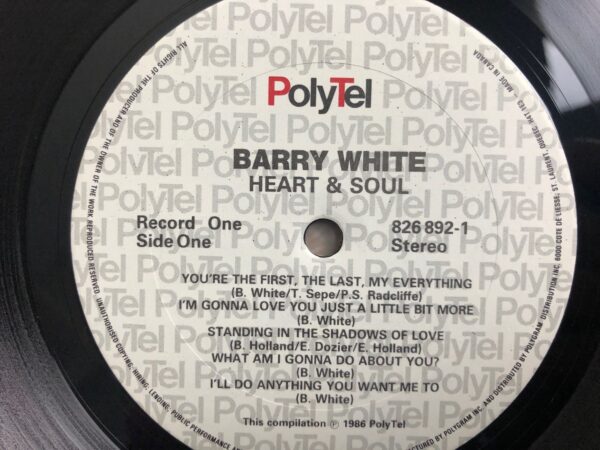 PolyTel
BARRY WHITE
HEART & SOUL
Record One
Side One
826 892-1
Stereo
YOU'RE THE FIRST, THE LAST, MY EVERYTHING
(B. White/T. Sepe/P.S. Radcliffe)
I'M GONNA LOVE YOU JUST A LITTLE BIT MORE
(B. White)
STANDING IN THE SHADOWS OF LOVE
(B. Holland/E. Dozier/E. Holland)
WHAT AM I GONNA DO ABOUT YOU?
(B. White)
I'LL DO ANYTHING YOU WANT ME TO
(B. White)
This compilation ℗ 1986 PolyTel
ALL RIGHTS OF THE PRODUCER AND OF THE OWNER OF THE WORK REPRODUCED RESERVED. UNAUTHORISED COPYING, HIRING, LENDING, PUBLIC PERFORMANCE
AND DISTRIBUTED BY POLYGRAM DISTRIBUTION INC. 6000 COTE DE LIESSE, ST. LAURENT, QUEBEC, H4T 1E3 – MADE IN CANADA